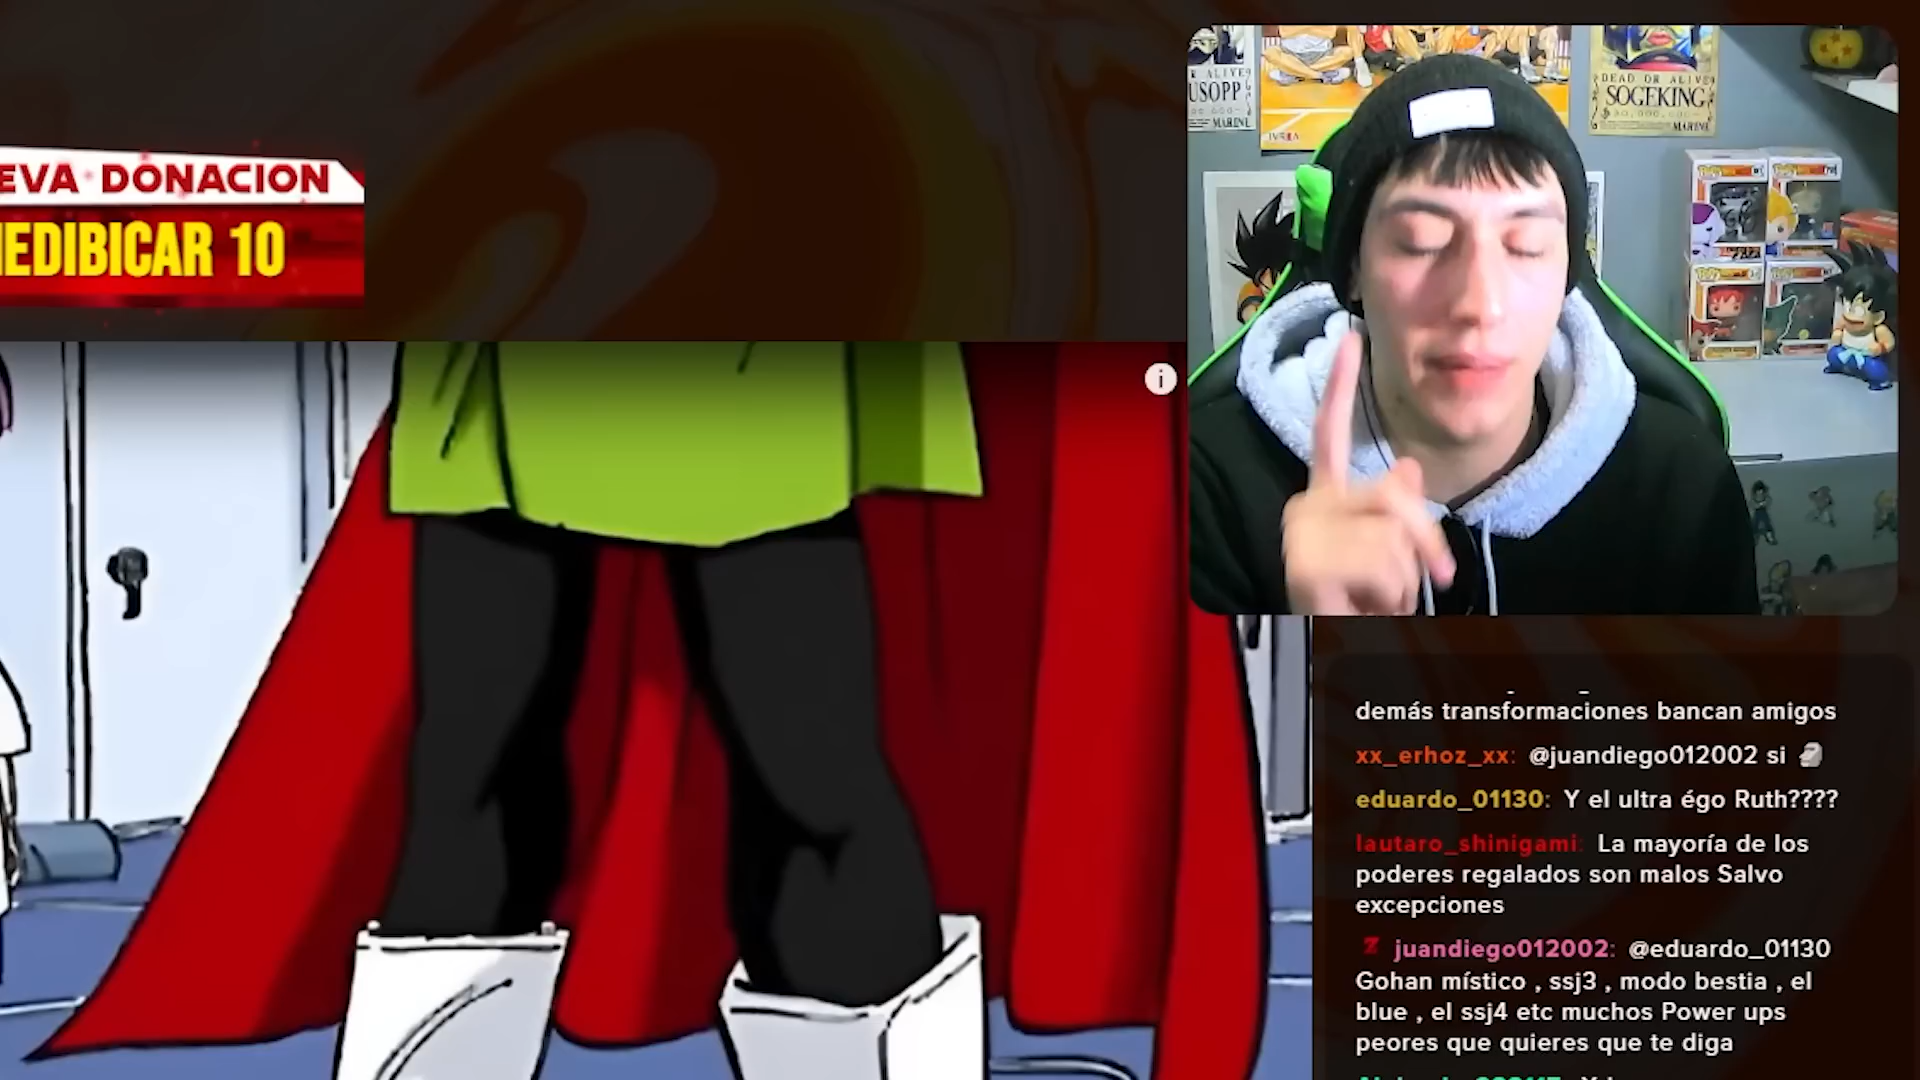 EVA DONACION
MEDIBICAR 10
ALIVE
USOPP
MARINE
DEAD OR ALIVE
SOGEKING
MARINE
i
demás transformaciones bancan amigos
xx_erhoz_xx: @juandiego012002 si 🗿
eduardo_01130: Y el ultra égo Ruth????
lautaro_shinigami: La mayoría de los
poderes regalados son malos Salvo
excepciones
juandiego012002: @eduardo_01130
Gohan místico , ssj3 , modo bestia , el
blue , el ssj4 etc muchos Power ups
peores que quieres que te diga